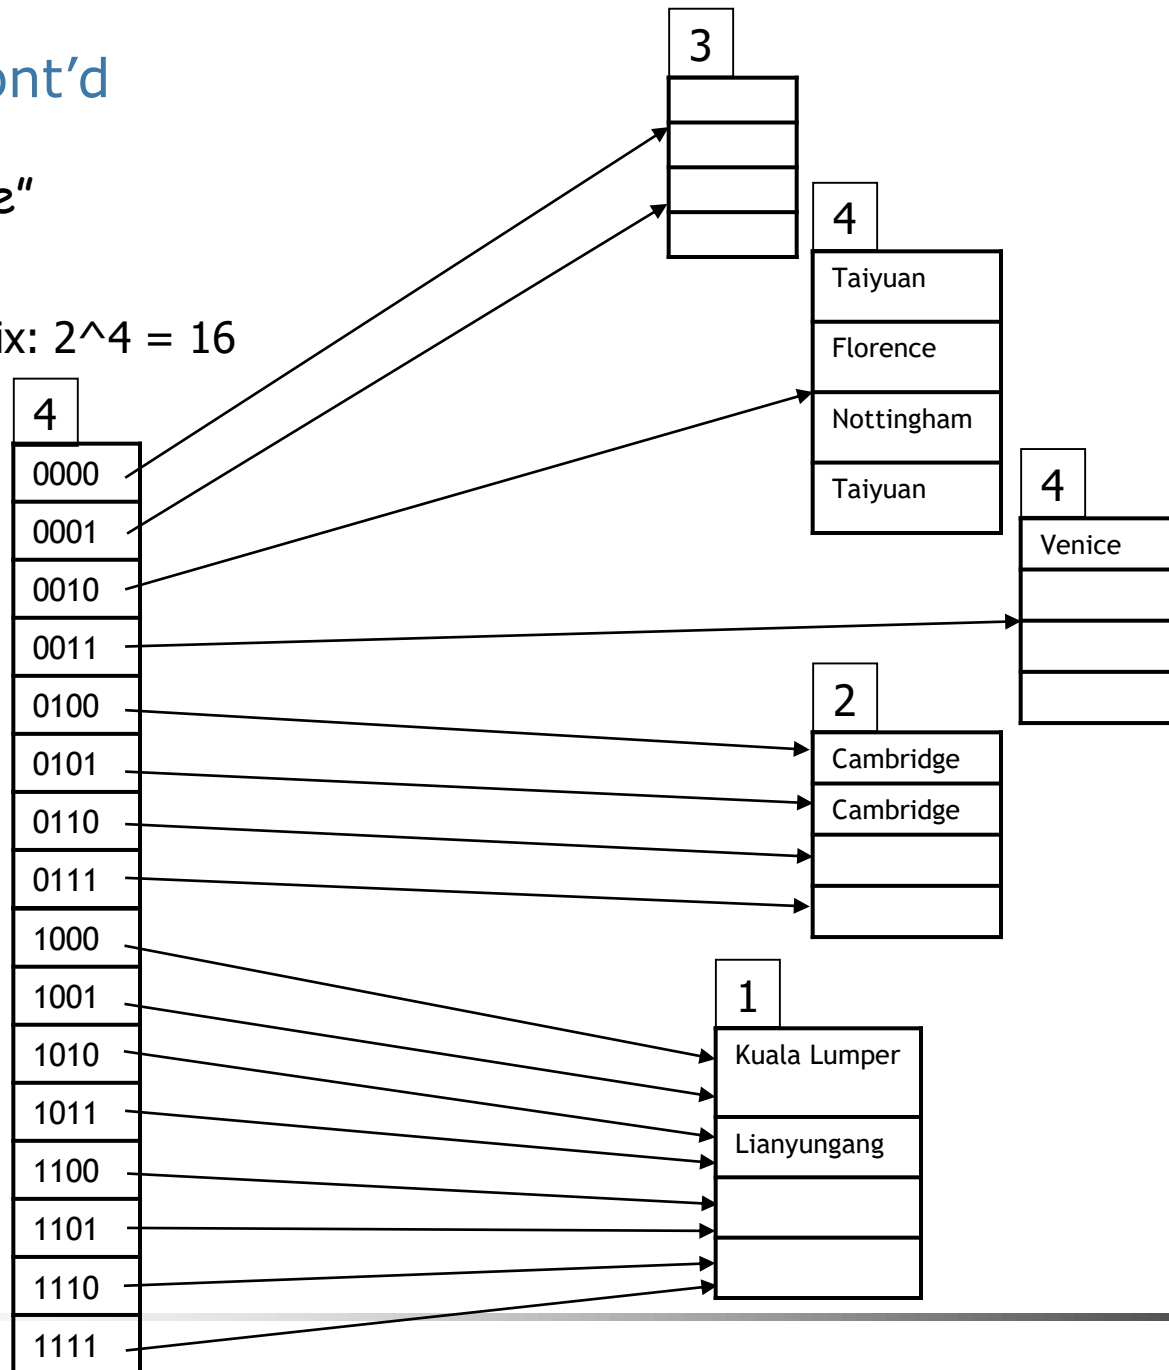 ont’d
e"
ix: 2^4 = 16
4
0000
0001
0010
0011
0100
0101
0110
0111
1000
1001
1010
1011
1100
1101
1110
1111
3
4
Taiyuan
Florence
Nottingham
Taiyuan
4
Venice
2
Cambridge
Cambridge
1
Kuala Lumper
Lianyungang